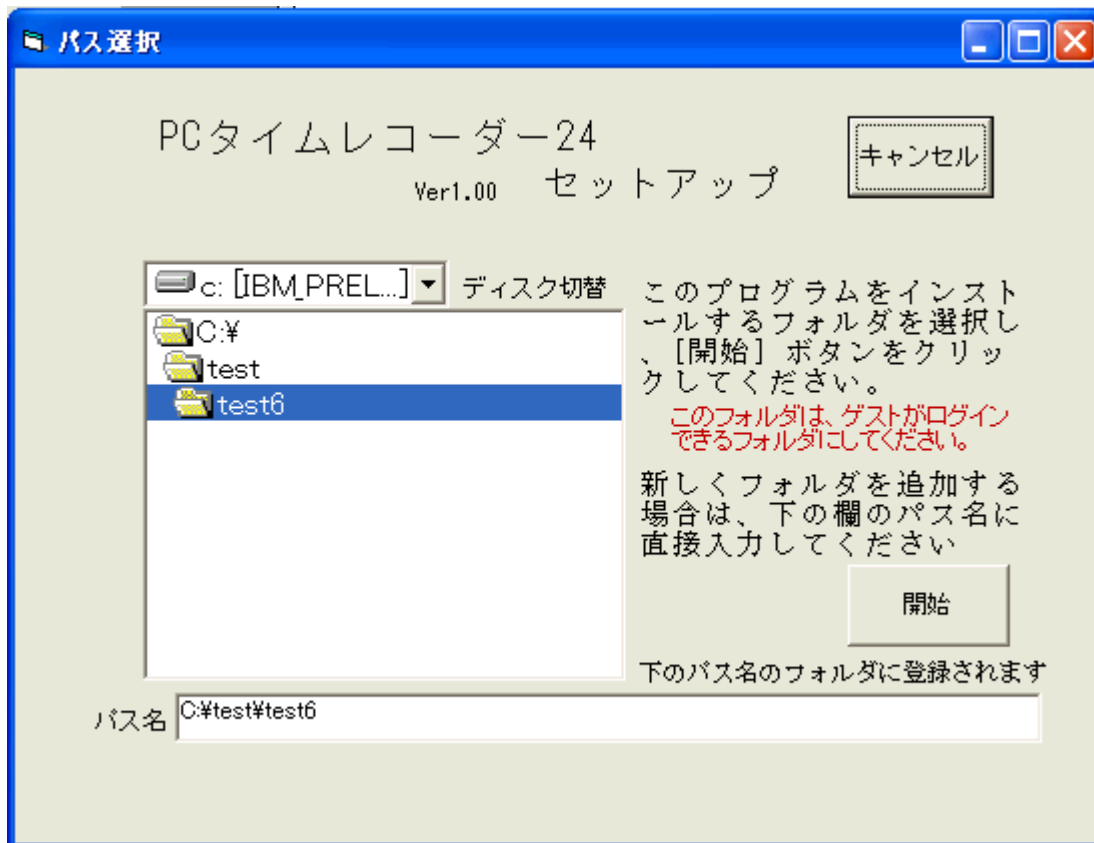 パス選択
PCタイムレコーダー24
Ver1.00 セットアップ
キャンセル
c: [IBM_PREL...] ディスク切替
C:¥
test
test6
このプログラムをインスト
ールするフォルダを選択し
、[開始] ボタンをクリッ
クしてください。
このフォルダは、ゲストがログイン
できるフォルダにしてください。
新しくフォルダを追加する
場合は、下の欄のパス名に
直接入力してください
開始
下のパス名のフォルダに登録されます
パス名 C:¥test¥test6